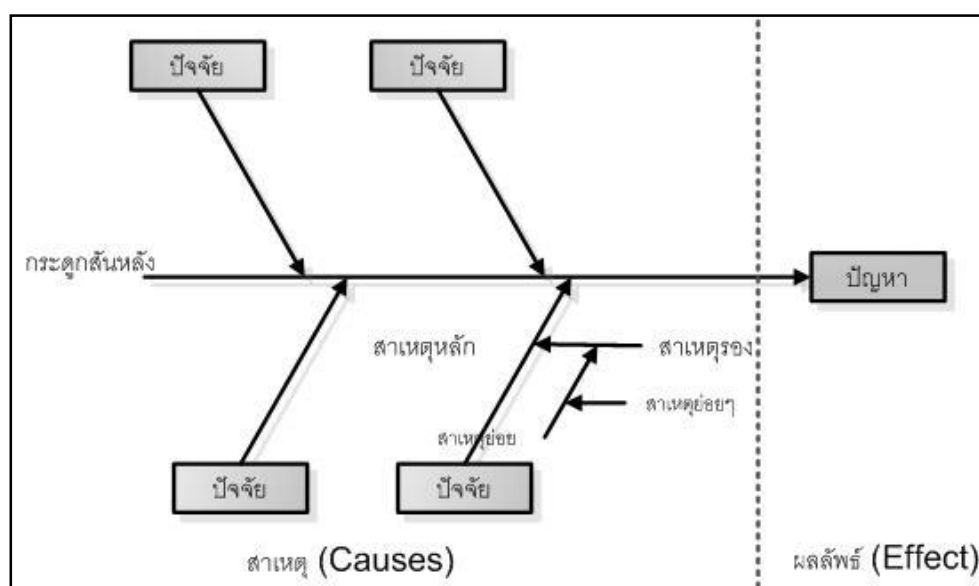 ปัจจัย
ปัจจัย
กระดูกสันหลัง
ปัญหา
สาเหตุหลัก
สาเหตุรอง
สาเหตุย่อยๆ
สาเหตุย่อย
ปัจจัย
ปัจจัย
สาเหตุ (Causes)
ผลลัพธ์ (Effect)